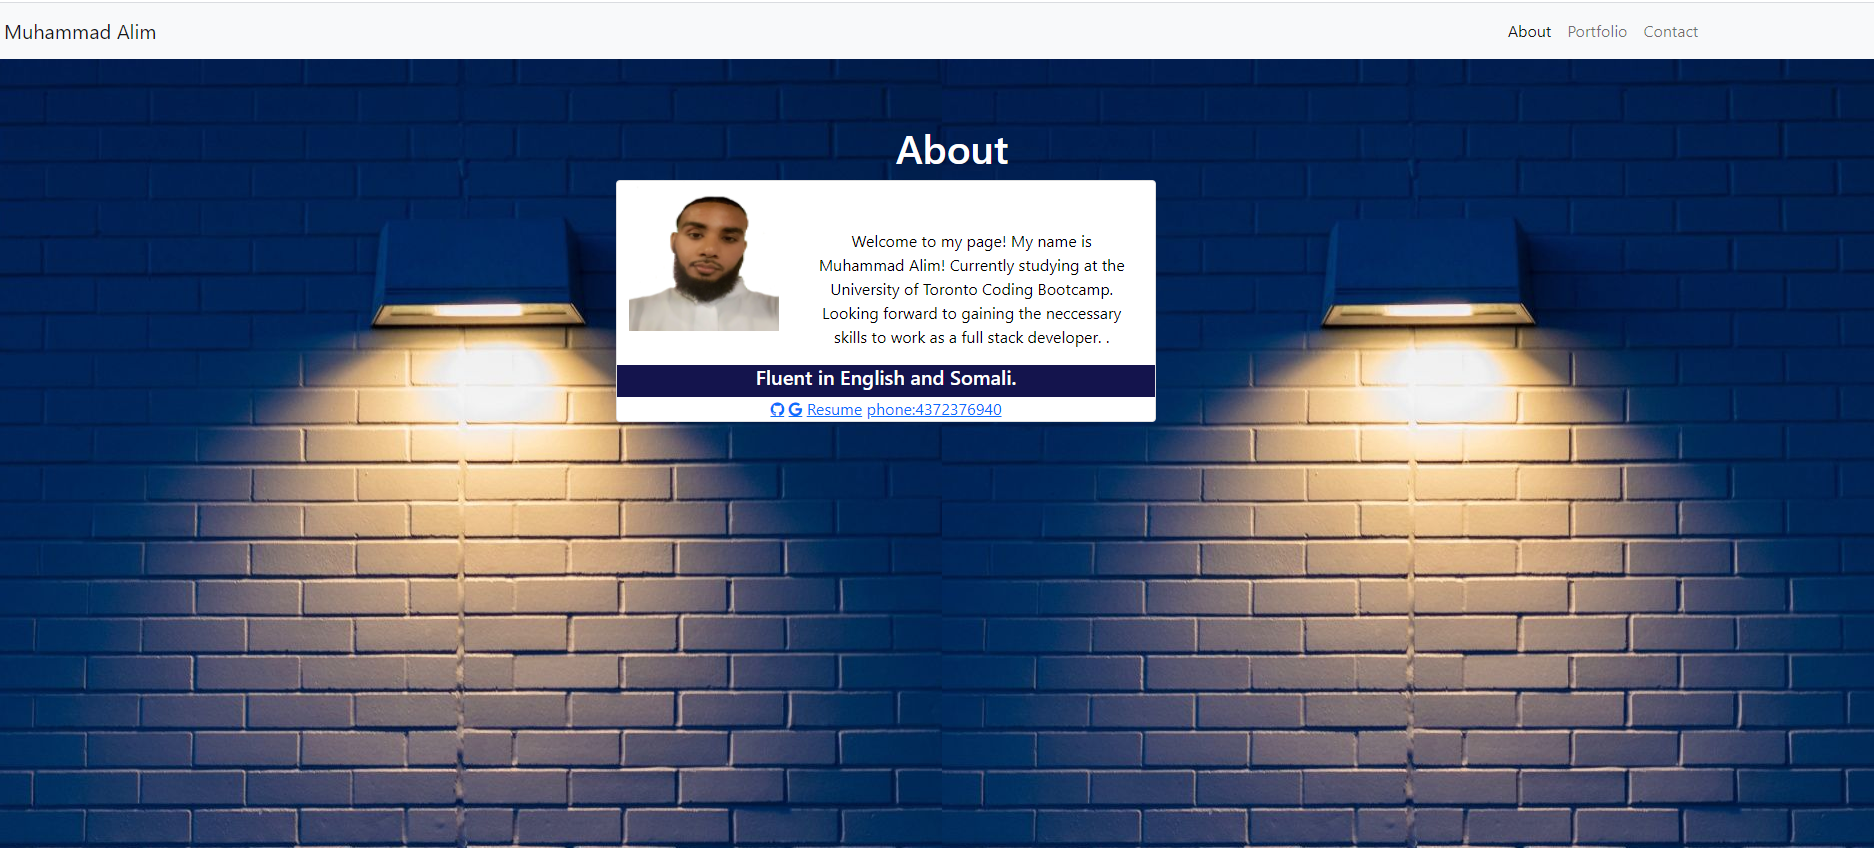 Muhammad Alim
About Portfolio Contact
About
Welcome to my page! My name is
Muhammad Alim! Currently studying at the
University of Toronto Coding Bootcamp.
Looking forward to gaining the neccessary
skills to work as a full stack developer. .
Fluent in English and Somali.
Resume phone:4372376940